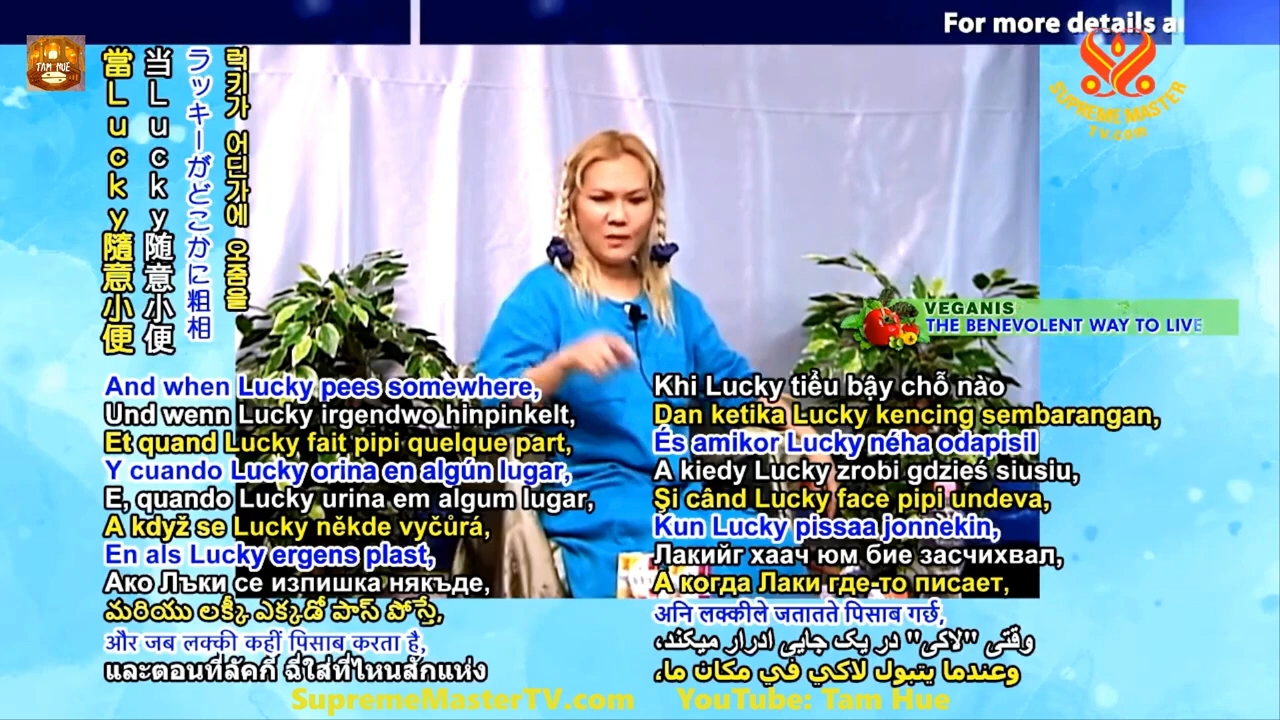 For more details a
TAM HUE
SUPREME MASTER
TV.com
當Lucky隨意小便
当Lucky随意小便
ラッキーがどこかに粗相
럭키가 어딘가에 오줌을
VEGANIS
THE BENEVOLENT WAY TO LIVE
And when Lucky pees somewhere,
Und wenn Lucky irgendwo hinpinkelt,
Et quand Lucky fait pipi quelque part,
Y cuando Lucky orina en algún lugar,
E, quando Lucky urina em algum lugar,
A když se Lucky někde vyčůrá,
En als Lucky ergens plast,
Ако Лъки се изпишка някъде,
మరియు లక్కీ ఎక్కడో పాస్ పోస్తే,
और जब लक्की कहीं पिसाब करता है,
และตอนที่ลัคกี้ ฉี่ใส่ที่ไหนสักแห่ง
Khi Lucky tiểu bậy chỗ nào
Dan ketika Lucky kencing sembarangan,
És amikor Lucky néha odapisil
A kiedy Lucky zrobi gdzieś siusiu,
Şi când Lucky face pipi undeva,
Kun Lucky pissaa jonnekin,
Лакийг хаач юм бие засчихвал,
А когда Лаки где-то писает,
अनि लक्कीले जतातते पिसाब गर्छ,
وقتی "لاکی" در یک جایی ادرار میکند،
وعندما يتبول لاكي في مكان ما،
SupremeMasterTV.com YouTube: Tam Hue